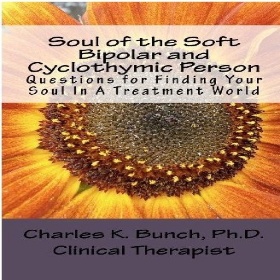 Soul of the Soft
Bipolar and
Cyclothymic Person
Questions for Finding Your
Soul In A Treatment World
Charles K. Bunch, Ph.D.
Clinical Therapist